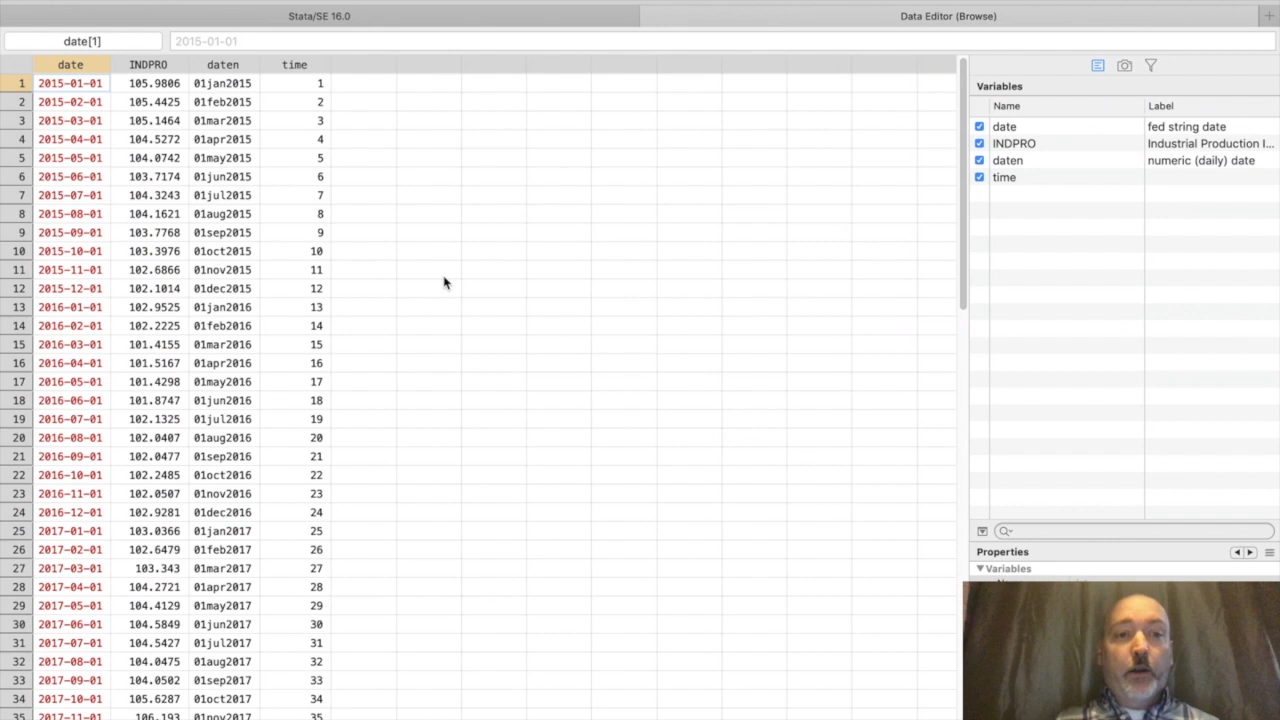 Stata/SE 16.0 Data Editor (Browse)
date[1] 2015-01-01
date INDPRO daten time
1 2015-01-01 105.9806 01jan2015 1
2 2015-02-01 105.4425 01feb2015 2
3 2015-03-01 105.1464 01mar2015 3
4 2015-04-01 104.5272 01apr2015 4
5 2015-05-01 104.0742 01may2015 5
6 2015-06-01 103.7174 01jun2015 6
7 2015-07-01 104.3243 01jul2015 7
8 2015-08-01 104.1621 01aug2015 8
9 2015-09-01 103.7768 01sep2015 9
10 2015-10-01 103.3976 01oct2015 10
11 2015-11-01 102.6866 01nov2015 11
12 2015-12-01 102.1014 01dec2015 12
13 2016-01-01 102.9525 01jan2016 13
14 2016-02-01 102.2225 01feb2016 14
15 2016-03-01 101.4155 01mar2016 15
16 2016-04-01 101.5167 01apr2016 16
17 2016-05-01 101.4298 01may2016 17
18 2016-06-01 101.8747 01jun2016 18
19 2016-07-01 102.1325 01jul2016 19
20 2016-08-01 102.0407 01aug2016 20
21 2016-09-01 102.0477 01sep2016 21
22 2016-10-01 102.2485 01oct2016 22
23 2016-11-01 102.0507 01nov2016 23
24 2016-12-01 102.9281 01dec2016 24
25 2017-01-01 103.0366 01jan2017 25
26 2017-02-01 102.6479 01feb2017 26
27 2017-03-01 103.343 01mar2017 27
28 2017-04-01 104.2721 01apr2017 28
29 2017-05-01 104.4129 01may2017 29
30 2017-06-01 104.5849 01jun2017 30
31 2017-07-01 104.5427 01jul2017 31
32 2017-08-01 104.0475 01aug2017 32
33 2017-09-01 104.0502 01sep2017 33
34 2017-10-01 105.6287 01oct2017 34
35 2017-11-01 106.193 01nov2017 35
Variables
Name Label
date fed string date
INDPRO Industrial Production I...
daten numeric (daily) date
time
Properties
Variables